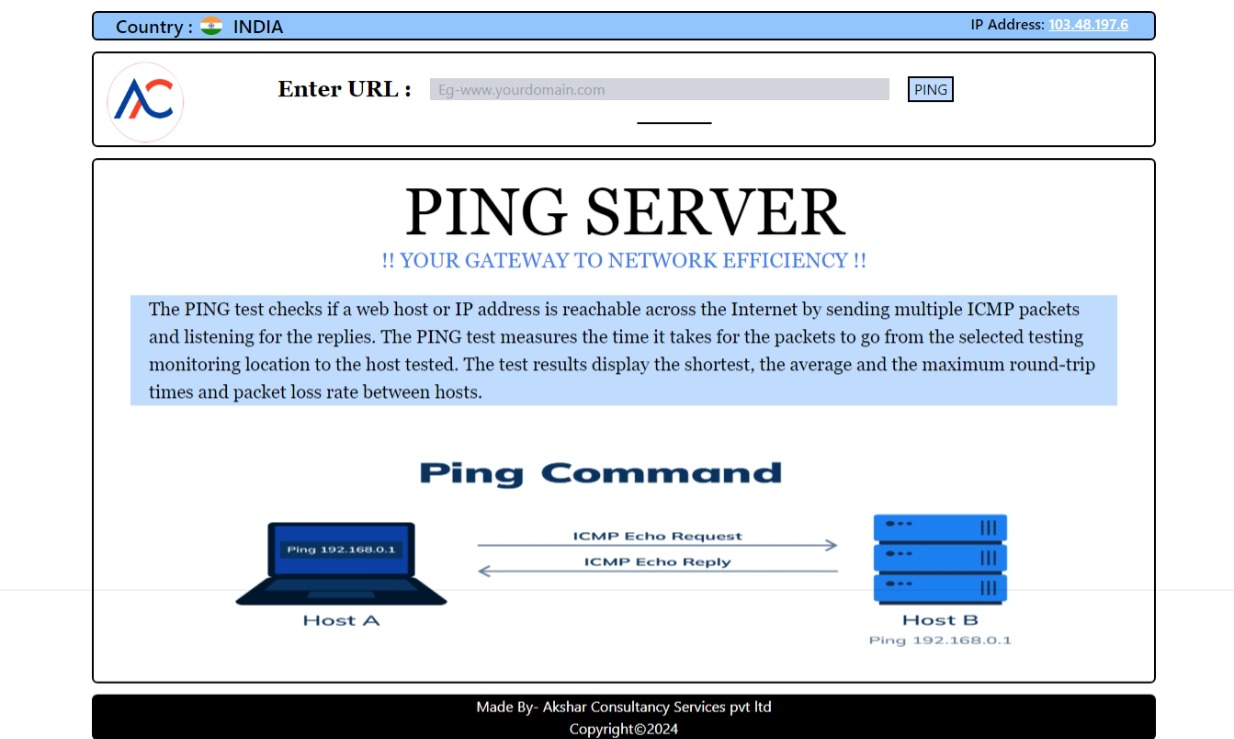 Country : INDIA
IP Address: 103.48.197.6
AC
Enter URL :
Eg-www.yourdomain.com
PING
PING SERVER
!! YOUR GATEWAY TO NETWORK EFFICIENCY !!
The PING test checks if a web host or IP address is reachable across the Internet by sending multiple ICMP packets
and listening for the replies. The PING test measures the time it takes for the packets to go from the selected testing
monitoring location to the host tested. The test results display the shortest, the average and the maximum round-trip
times and packet loss rate between hosts.
Ping Command
Ping 192.168.0.1
ICMP Echo Request
ICMP Echo Reply
Host A
Host B
Ping 192.168.0.1
Made By- Akshar Consultancy Services pvt ltd
Copyright©2024